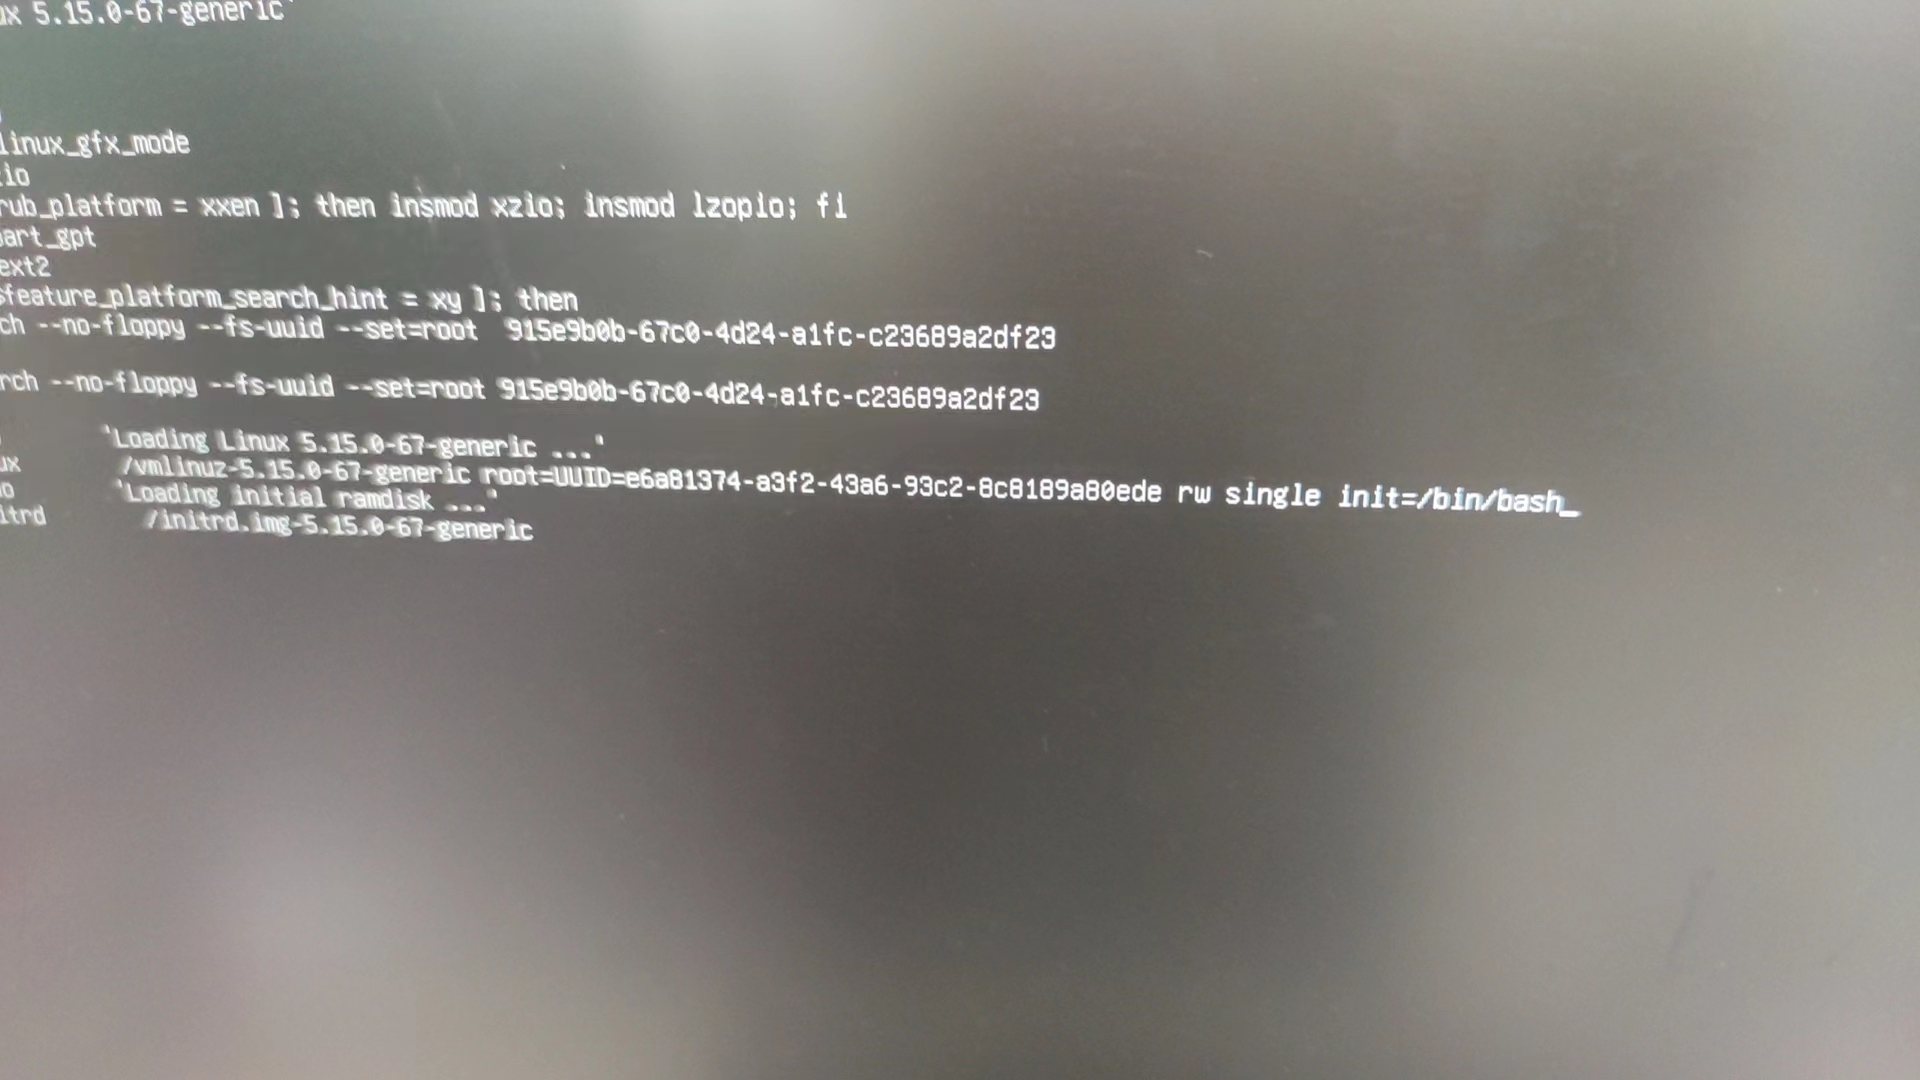 ux 5.15.0-67-generic'
linux_gfx_mode
zio
rub_platform = xxen ]; then insmod xzio; insmod lzopio; fi
part_gpt
ext2
$feature_platform_search_hint = xy ]; then
ch --no-floppy --fs-uuid --set=root 915e9b0b-67c0-4d24-a1fc-c23689a2df23
rch --no-floppy --fs-uuid --set=root 915e9b0b-67c0-4d24-a1fc-c23689a2df23
'Loading Linux 5.15.0-67-generic ...'
ux /vmlinuz-5.15.0-67-generic root=UUID=e6a81374-a3f2-43a6-93c2-8c8189a80ede rw single init=/bin/bash_
o 'Loading initial ramdisk ...'
itrd /initrd.img-5.15.0-67-generic